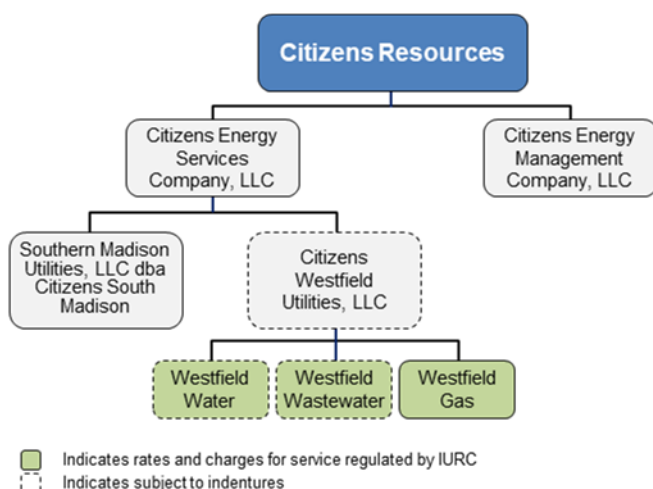 Citizens Resources
Citizens Energy
Services
Company, LLC
Citizens Energy
Management
Company, LLC
Southern Madison
Utilities, LLC dba
Citizens South
Madison
Citizens
Westfield
Utilities, LLC
Westfield
Water
Westfield
Wastewater
Westfield
Gas
Indicates rates and charges for service regulated by IURC
Indicates subject to indentures